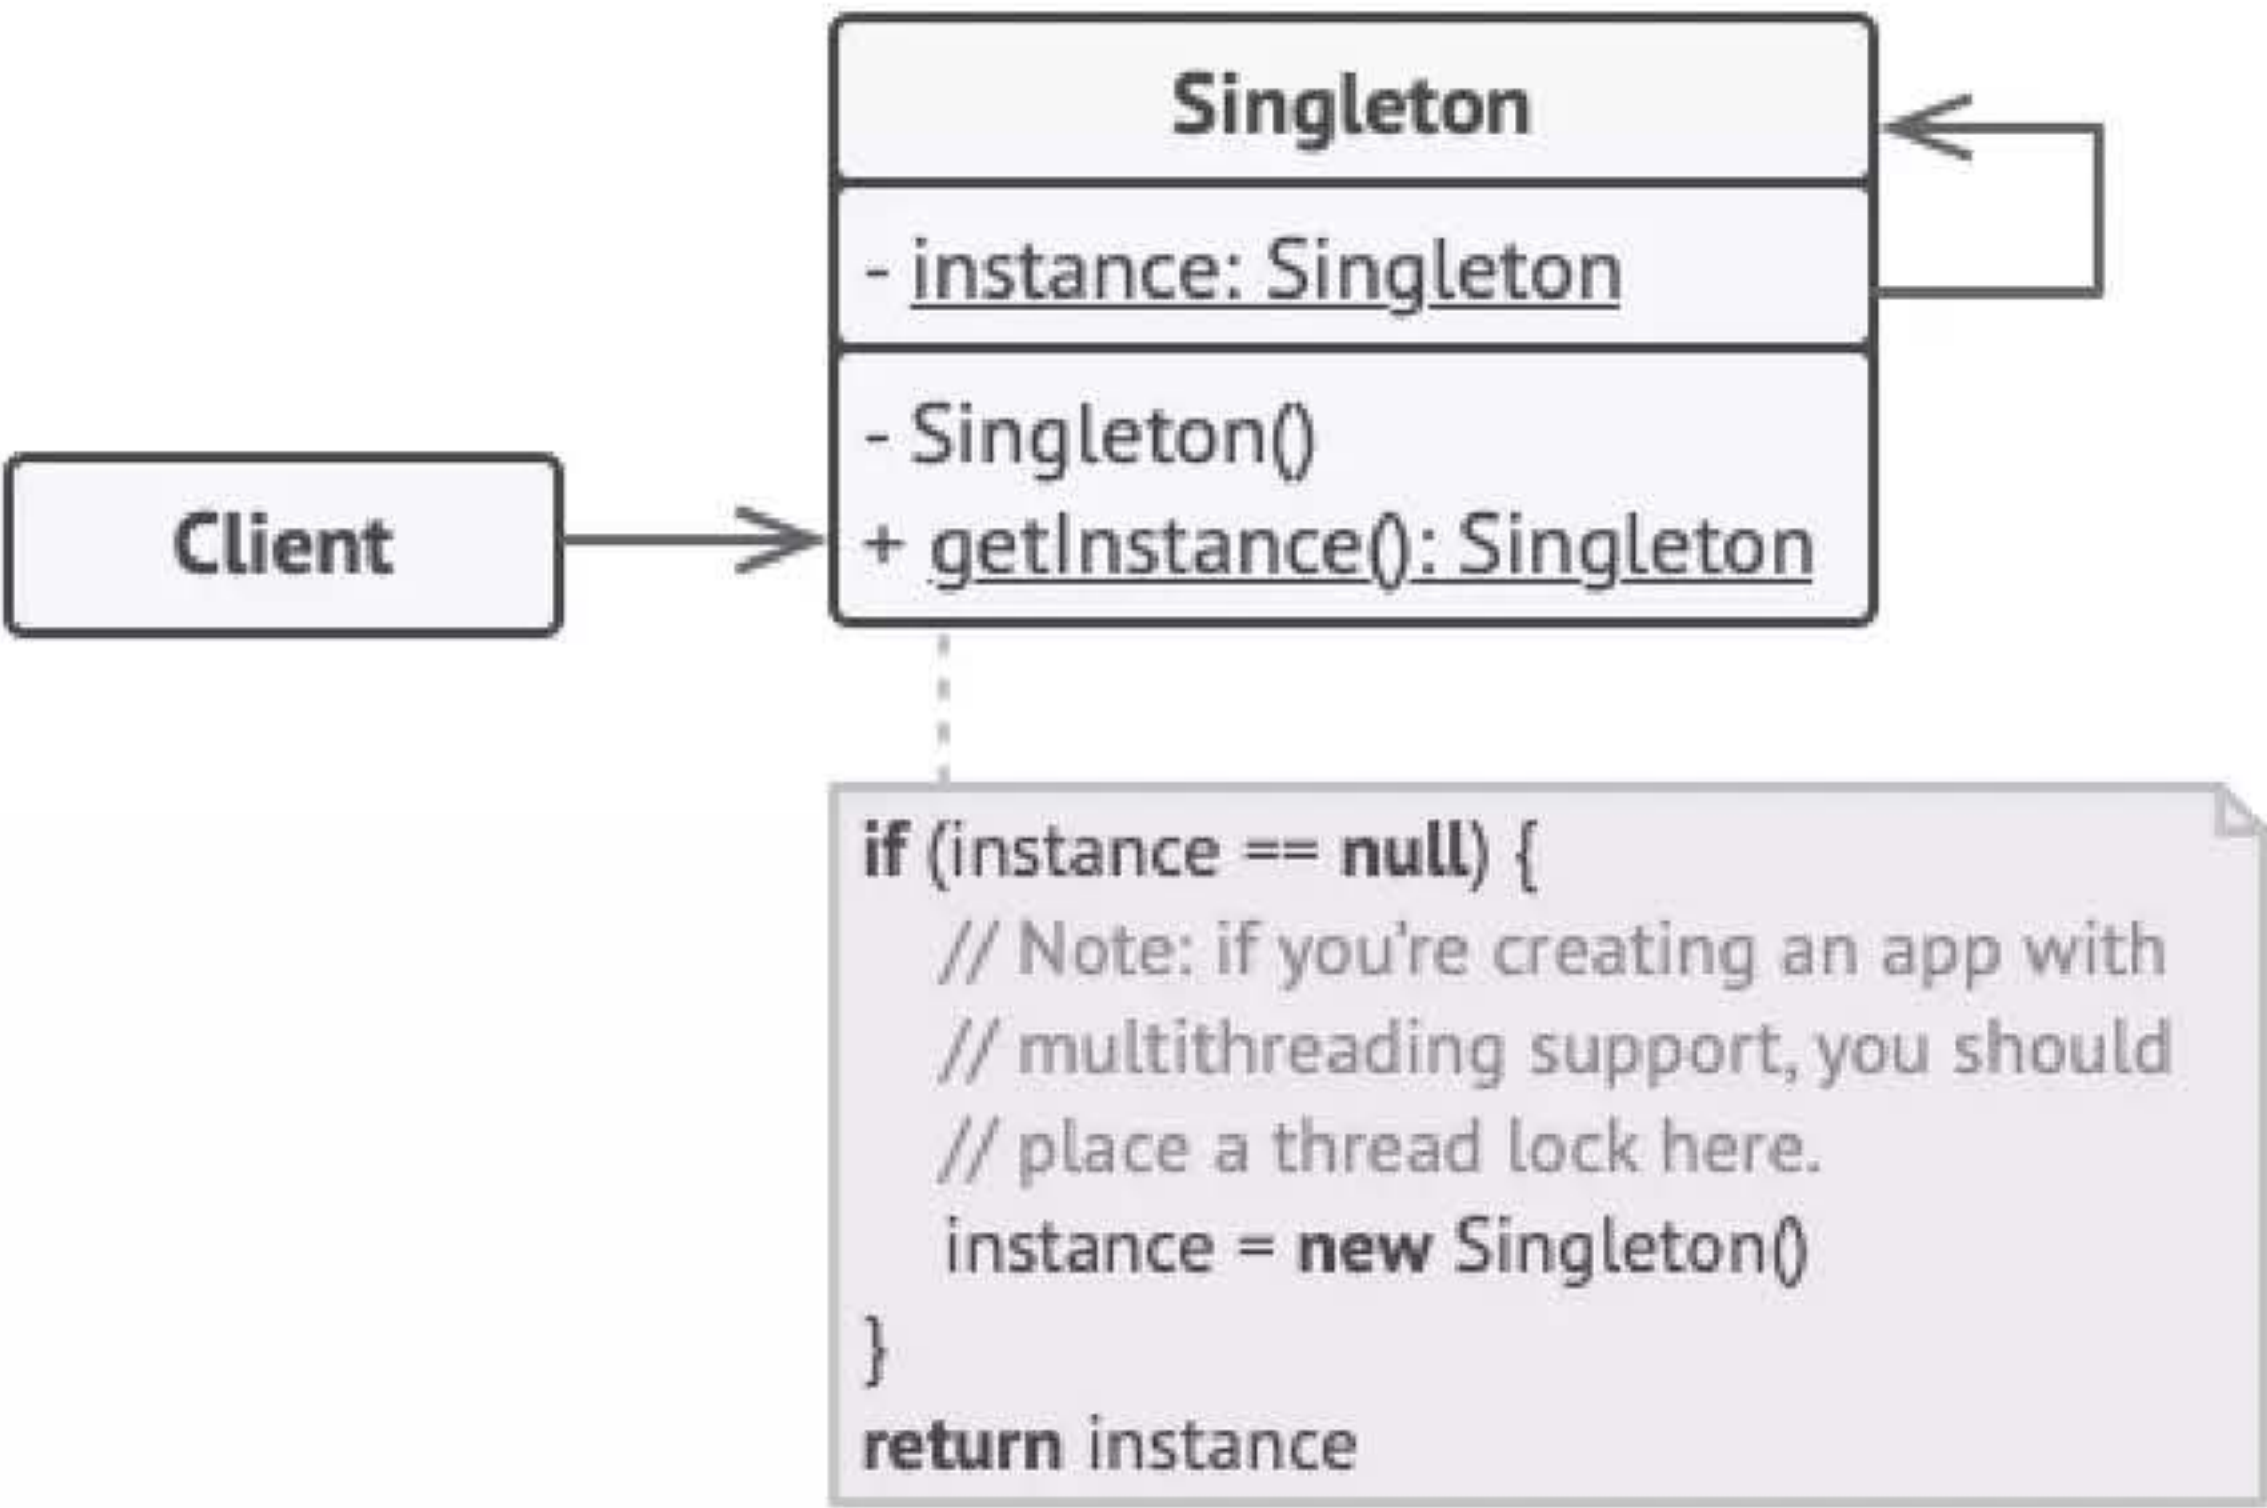 Singleton
- instance: Singleton
- Singleton()
+ getInstance(): Singleton
Client
if (instance == null) {
// Note: if you're creating an app with
// multithreading support, you should
// place a thread lock here.
instance = new Singleton()
}
return instance